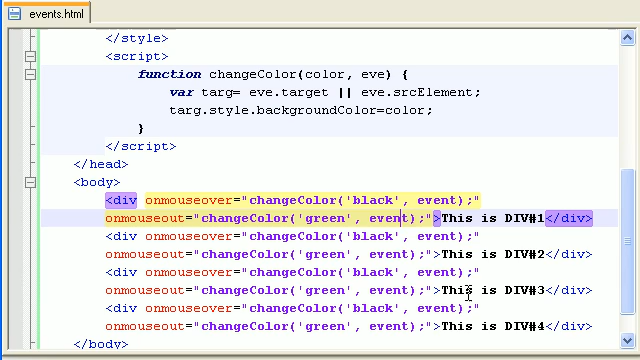 events.html
</style>
<script>
function changeColor(color, eve) {
var targ= eve.target || eve.srcElement;
targ.style.backgroundColor=color;
}
</script>
</head>
<body>
<div onmouseover="changeColor('black', event);"
onmouseout="changeColor('green', event);">This is DIV#1</div>
<div onmouseover="changeColor('black', event);"
onmouseout="changeColor('green', event);">This is DIV#2</div>
<div onmouseover="changeColor('black', event);"
onmouseout="changeColor('green', event);">This is DIV#3</div>
<div onmouseover="changeColor('black', event);"
onmouseout="changeColor('green', event);">This is DIV#4</div>
</body>